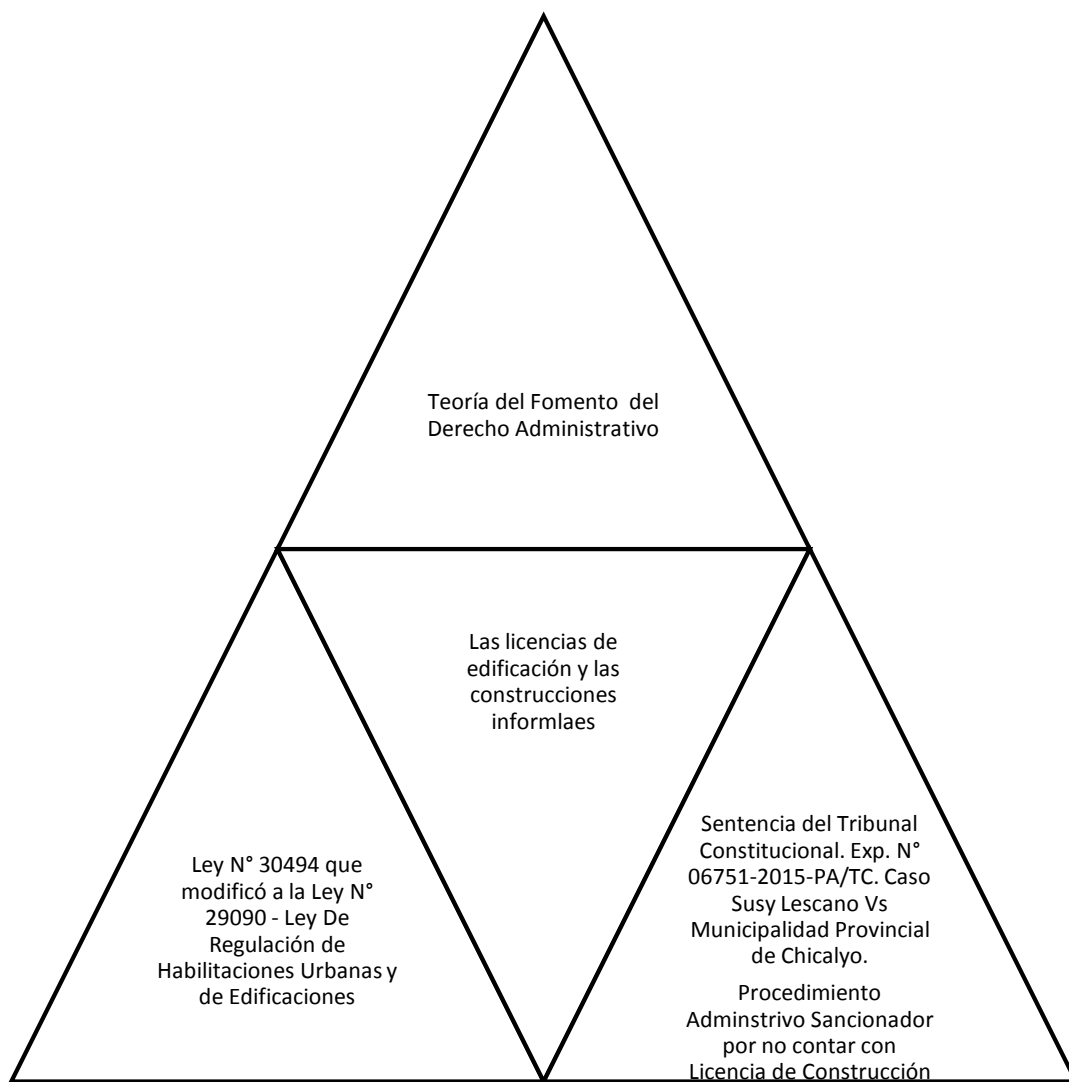 Teoría del Fomento del
Derecho Administrativo
Las licencias de
edificación y las
construcciones
informlaes
Ley N° 30494 que
modificó a la Ley N°
29090 - Ley De
Regulación de
Habilitaciones Urbanas y
de Edificaciones
Sentencia del Tribunal
Constitucional. Exp. N°
06751-2015-PA/TC. Caso
Susy Lescano Vs
Municipalidad Provincial
de Chicalyo.
Procedimiento
Adminstrivo Sancionador
por no contar con
Licencia de Construcción